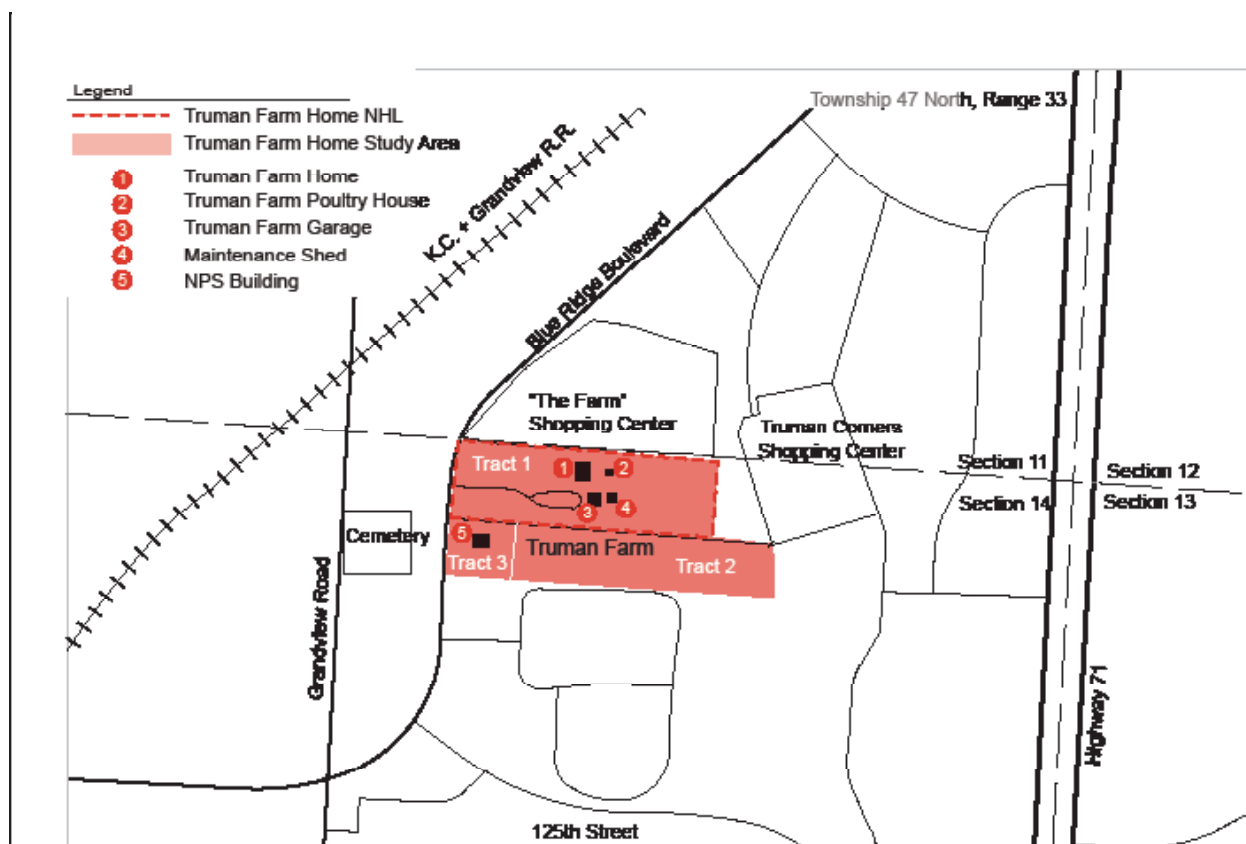 Legend
Truman Farm Home NHL
Truman Farm Home Study Area
1 Truman Farm Home
2 Truman Farm Poultry House
3 Truman Farm Garage
4 Maintenance Shed
5 NPS Building
Township 47 North, Range 33
K.C. + Grandview R.R.
Blue Ridge Boulevard
"The Farm"
Shopping Center
Truman Corners
Shopping Center
Section 11
Section 12
Section 14
Section 13
Tract 1
1
2
3
4
Cemetery
5
Truman Farm
Tract 3
Tract 2
Grandview Road
Highway 71
125th Street